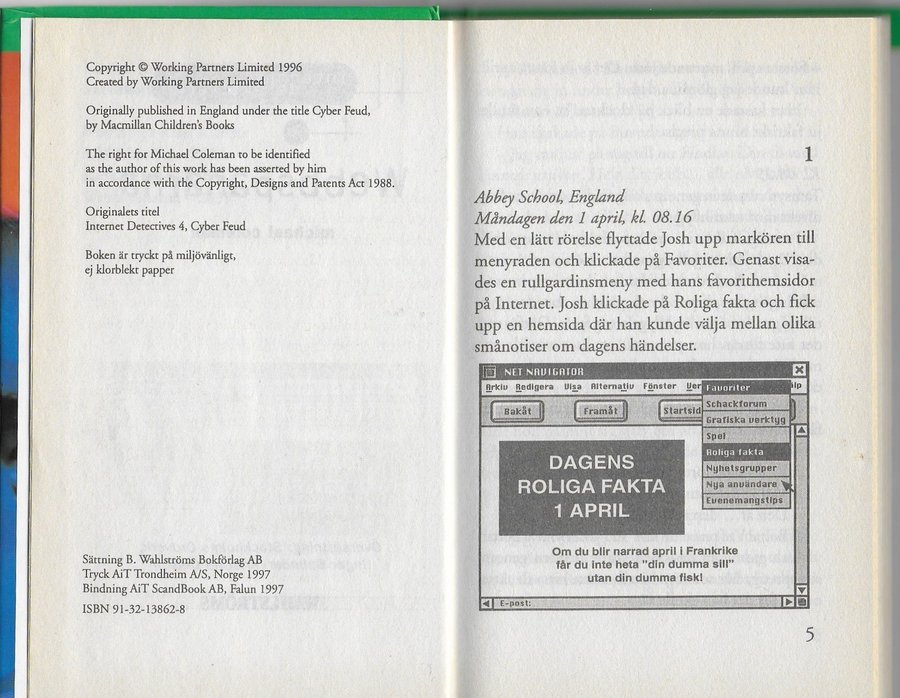 Copyright © Working Partners Limited 1996
Created by Working Partners Limited
Originally published in England under the title Cyber Feud,
by Macmillan Children's Books
The right for Michael Coleman to be identified
as the author of this work has been asserted by him
in accordance with the Copyright, Designs and Patents Act 1988.
Originalets titel
Internet Detectives 4, Cyber Feud
Boken är tryckt på miljövänligt,
ej klorblekt papper
Sättning B. Wahlströms Bokförlag AB
Tryck AiT Trondheim A/S, Norge 1997
Bindning AiT ScandBook AB, Falun 1997
ISBN 91-32-13862-8
1
Abbey School, England
Måndagen den 1 april, kl. 08.16
Med en lätt rörelse flyttade Josh upp markören till
menyraden och klickade på Favoriter. Genast visa-
des en rullgardinsmeny med hans favorithemsidor
på Internet. Josh klickade på Roliga fakta och fick
upp en hemsida där han kunde välja mellan olika
smånotiser om dagens händelser.
NET NAVIGATOR
Arkiv Redigera Visa Alternativ Fönster Ver Favoriter lp
Schackforum
Bakåt Framåt Startsid
Grafiska verktyg
Spel
Roliga fakta
Nyhetsgrupper
Nya användare
Evenemangstips
DAGENS
ROLIGA FAKTA
1 APRIL
Om du blir narrad april i Frankrike
får du inte heta "din dumma sill"
utan din dumma fisk!
E-post:
5